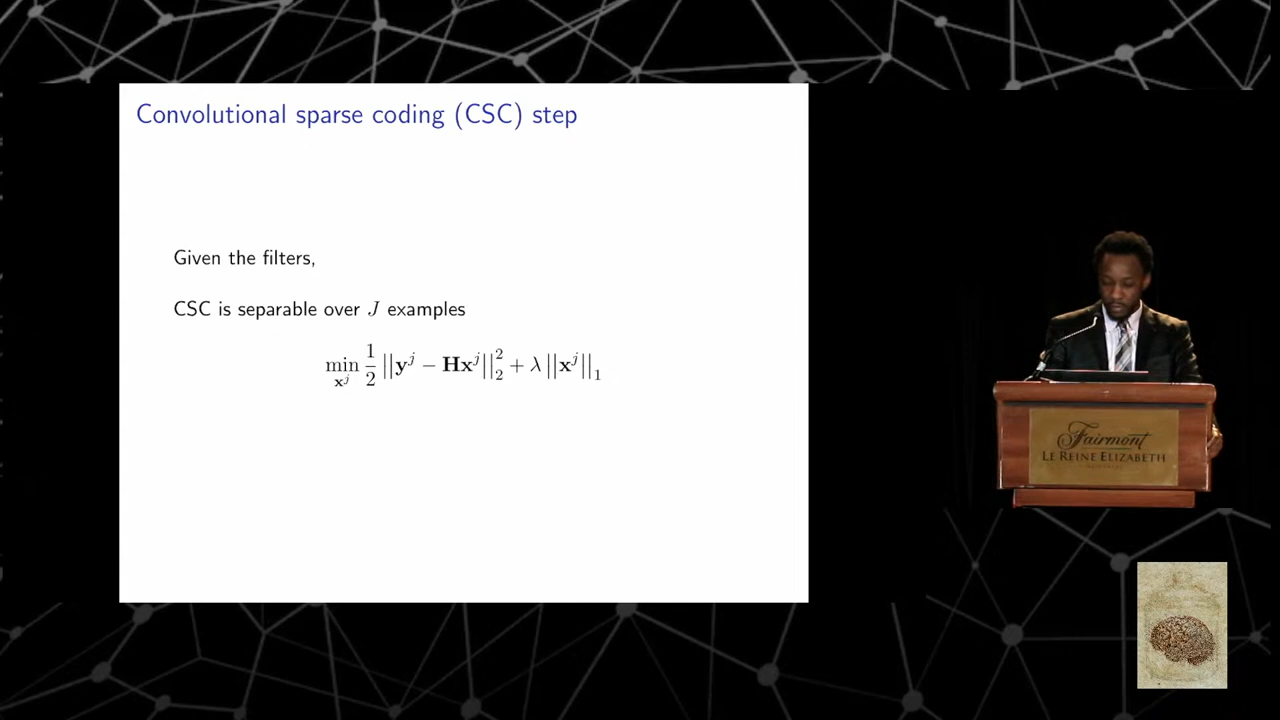 Convolutional sparse coding (CSC) step
Given the filters,
CSC is separable over J examples
min_{x^j} 1/2 ||y^j − Hx^j||_2^2 + λ ||x^j||_1
Fairmont
LE REINE ELIZABETH